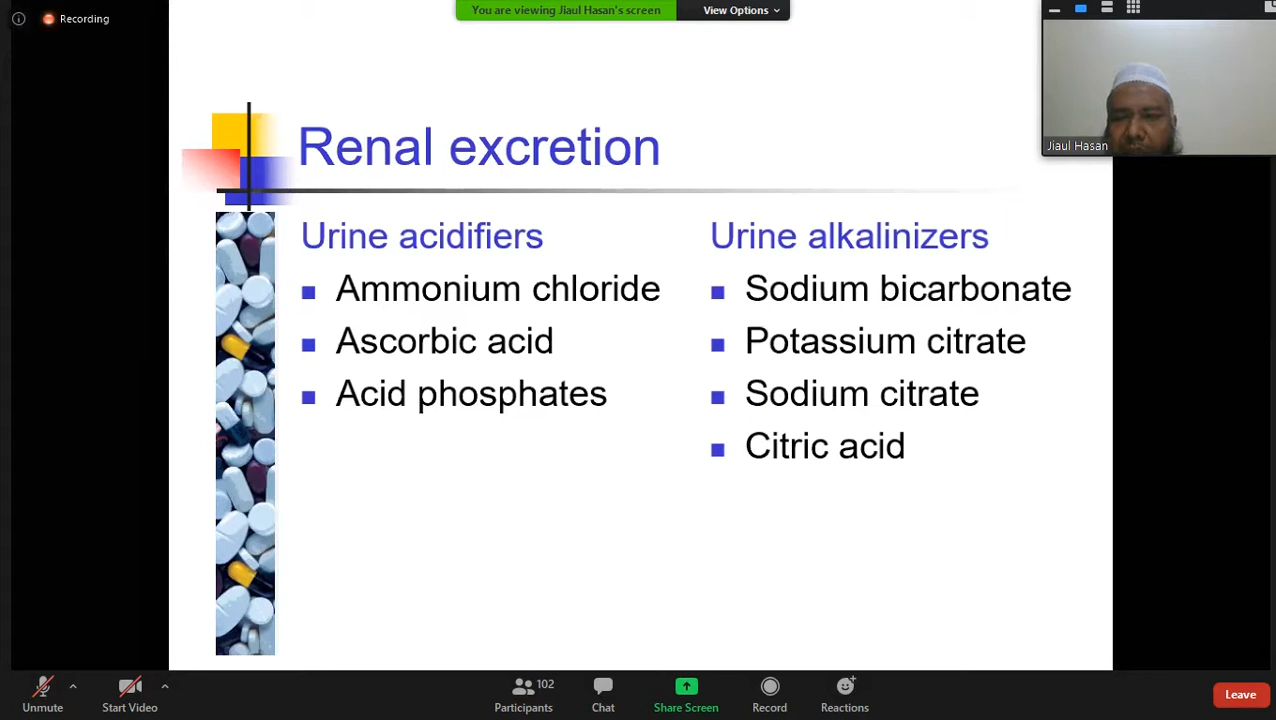 Recording
You are viewing Jiaul Hasan's screen
View Options
Jiaul Hasan
Renal excretion
Urine acidifiers
Ammonium chloride
Ascorbic acid
Acid phosphates
Urine alkalinizers
Sodium bicarbonate
Potassium citrate
Sodium citrate
Citric acid
Unmute
Start Video
102
Participants
Chat
Share Screen
Record
Reactions
Leave